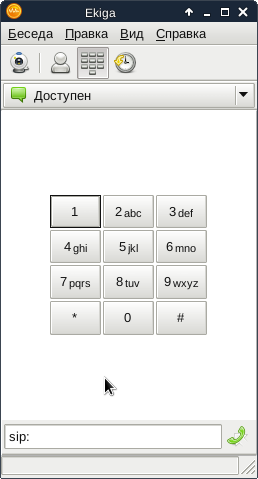 Ekiga
Беседа Правка Вид Справка
Доступен
1 2 abc 3 def
4 ghi 5 jkl 6 mno
7 pqrs 8 tuv 9 wxyz
* 0 #
sip: